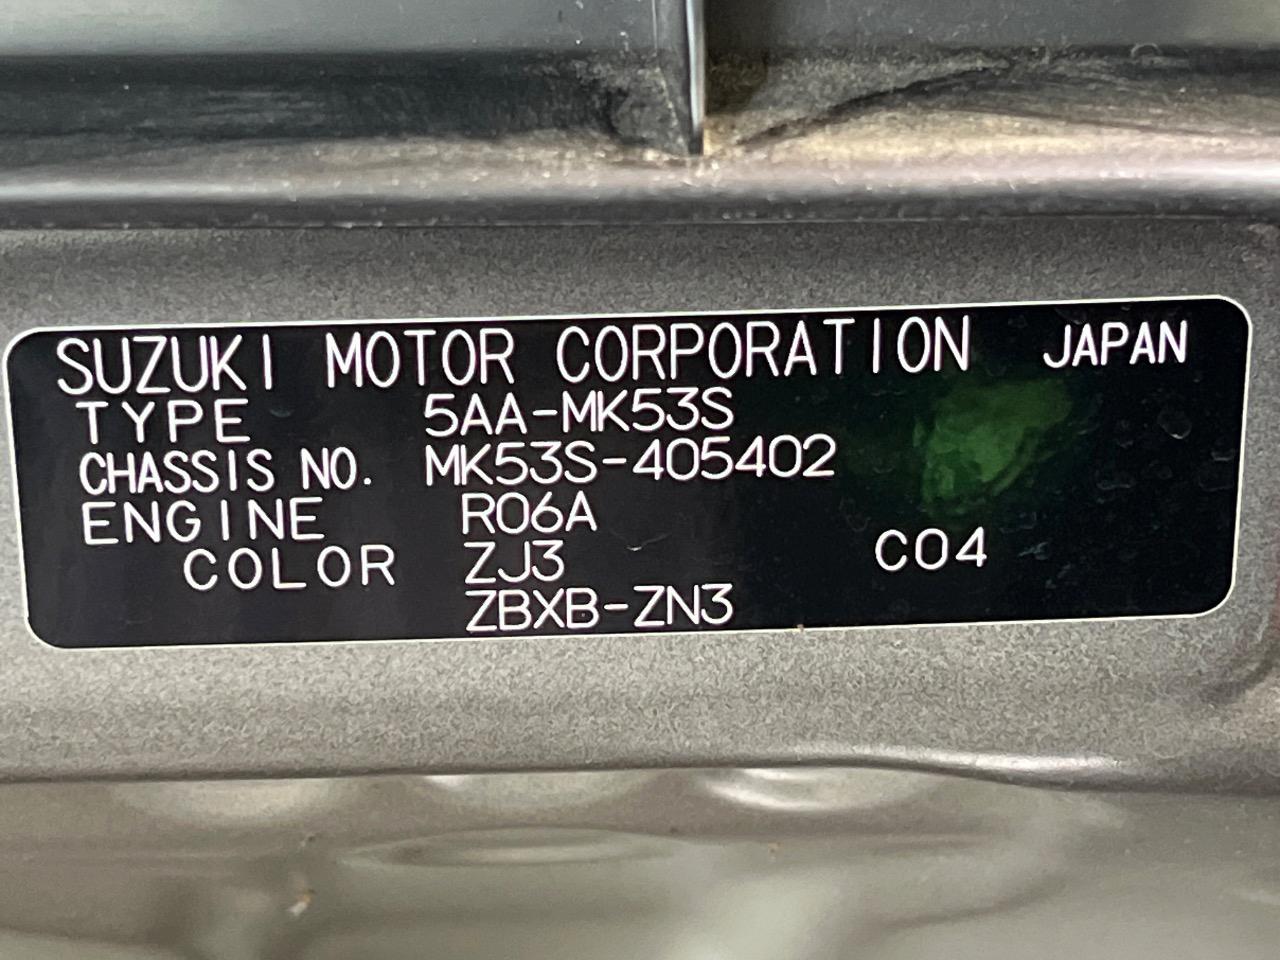 SUZUKI MOTOR CORPORATION JAPAN
TYPE 5AA-MK53S
CHASSIS NO. MK53S-405402
ENGINE R06A
COLOR ZJ3 C04
ZBXB-ZN3